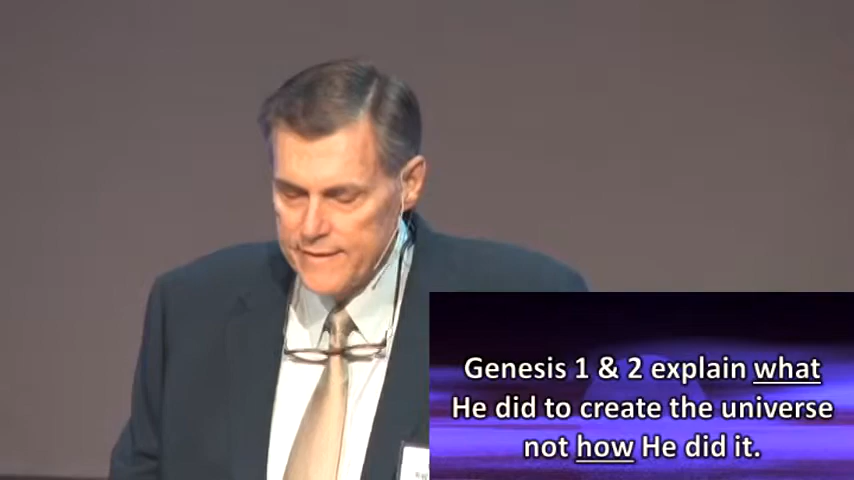 Genesis 1 & 2 explain what
He did to create the universe
not how He did it.